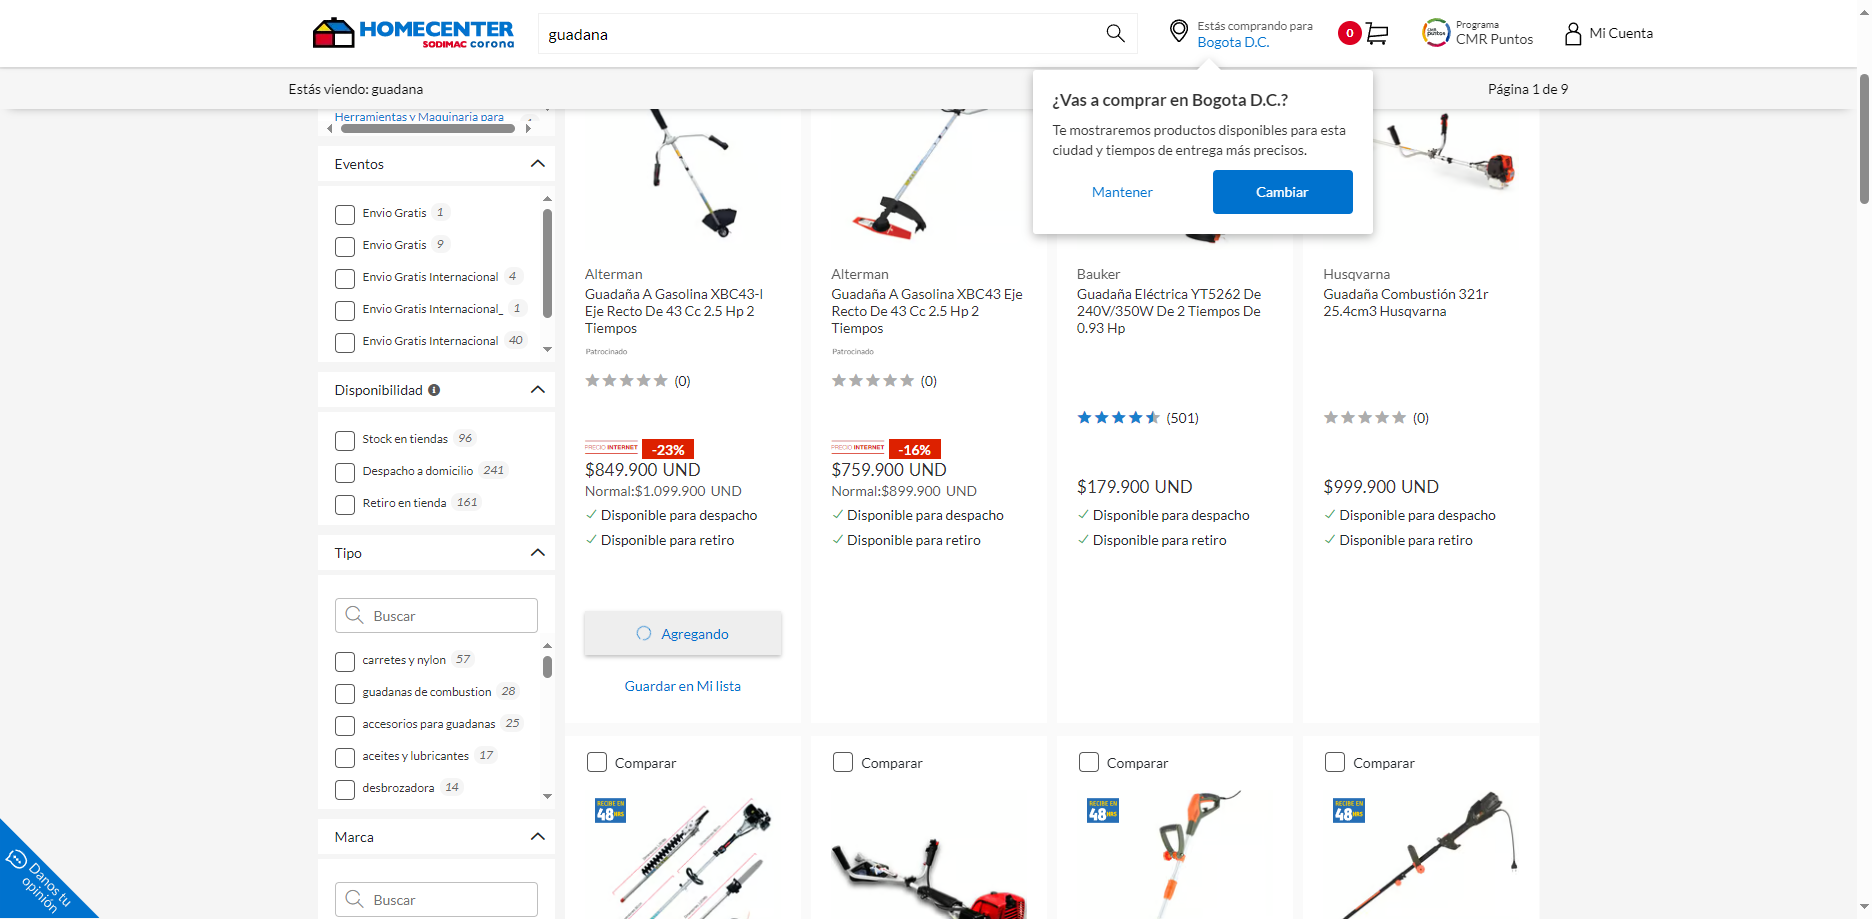 HOMECENTER
SODIMAC corona
guadana
Estás comprando para
Bogota D.C.
0
Programa
CMR Puntos
Mi Cuenta
Estás viendo: guadana
Página 1 de 9
¿Vas a comprar en Bogota D.C.?
Te mostraremos productos disponibles para esta
ciudad y tiempos de entrega más precisos.
Mantener
Cambiar
Herramientas y Maquinaria para
Eventos
Envio Gratis 1
Envio Gratis 9
Envio Gratis Internacional 4
Envio Gratis Internacional_ 1
Envio Gratis Internacional 40
Disponibilidad
Stock en tiendas 96
Despacho a domicilio 241
Retiro en tienda 161
Tipo
Buscar
carretes y nylon 57
guadanas de combustion 28
accesorios para guadanas 25
aceites y lubricantes 17
desbrozadora 14
Marca
Buscar
Danos tu
opinión
Alterman
Guadaña A Gasolina XBC43-I
Eje Recto De 43 Cc 2.5 Hp 2
Tiempos
Patrocinado
(0)
PRECIO INTERNET -23%
$849.900 UND
Normal:$1.099.900 UND
Disponible para despacho
Disponible para retiro
Agregando
Guardar en Mi lista
Alterman
Guadaña A Gasolina XBC43 Eje
Recto De 43 Cc 2.5 Hp 2
Tiempos
Patrocinado
(0)
PRECIO INTERNET -16%
$759.900 UND
Normal:$899.900 UND
Disponible para despacho
Disponible para retiro
Bauker
Guadaña Eléctrica YT5262 De
240V/350W De 2 Tiempos De
0.93 Hp
(501)
$179.900 UND
Disponible para despacho
Disponible para retiro
Husqvarna
Guadaña Combustión 321r
25.4cm3 Husqvarna
(0)
$999.900 UND
Disponible para despacho
Disponible para retiro
Comparar
RECIBE EN
48HRS
Comparar
Comparar
RECIBE EN
48HRS
Comparar
RECIBE EN
48HRS